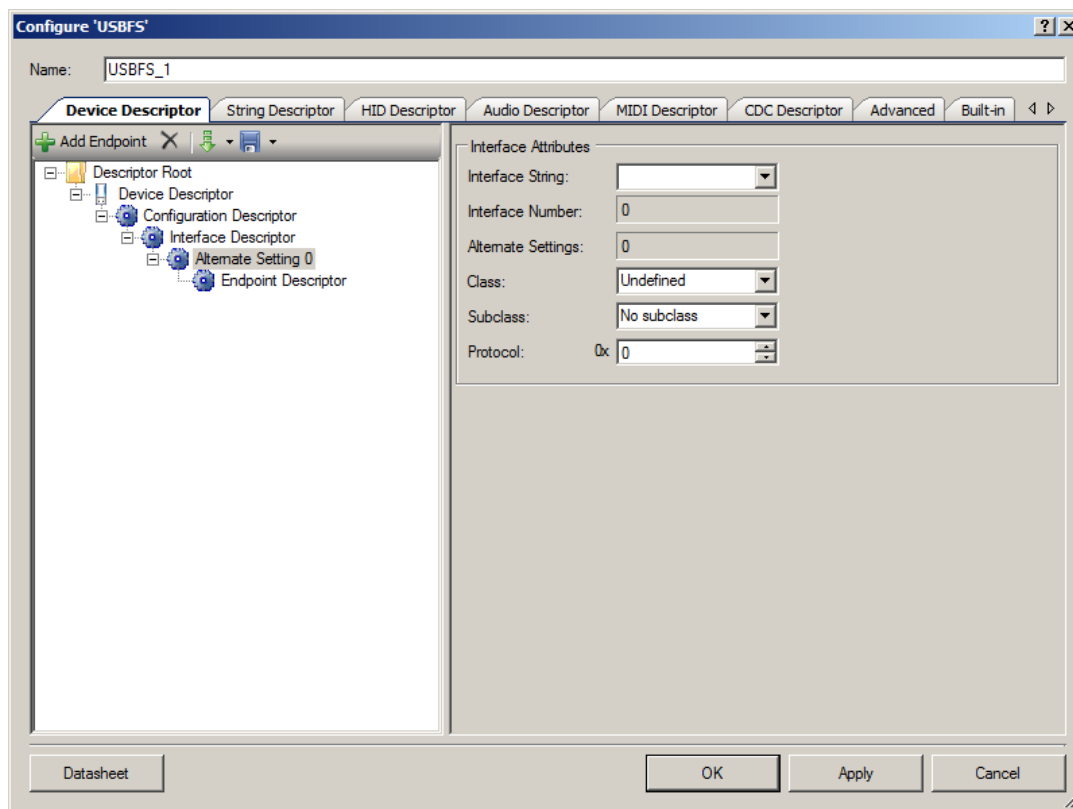 Configure 'USBFS'
Name: USBFS_1
Device Descriptor String Descriptor HID Descriptor Audio Descriptor MIDI Descriptor CDC Descriptor Advanced Built-in
Add Endpoint
Descriptor Root
Device Descriptor
Configuration Descriptor
Interface Descriptor
Alternate Setting 0
Endpoint Descriptor
Interface Attributes
Interface String:
Interface Number: 0
Alternate Settings: 0
Class: Undefined
Subclass: No subclass
Protocol: 0x 0
Datasheet OK Apply Cancel